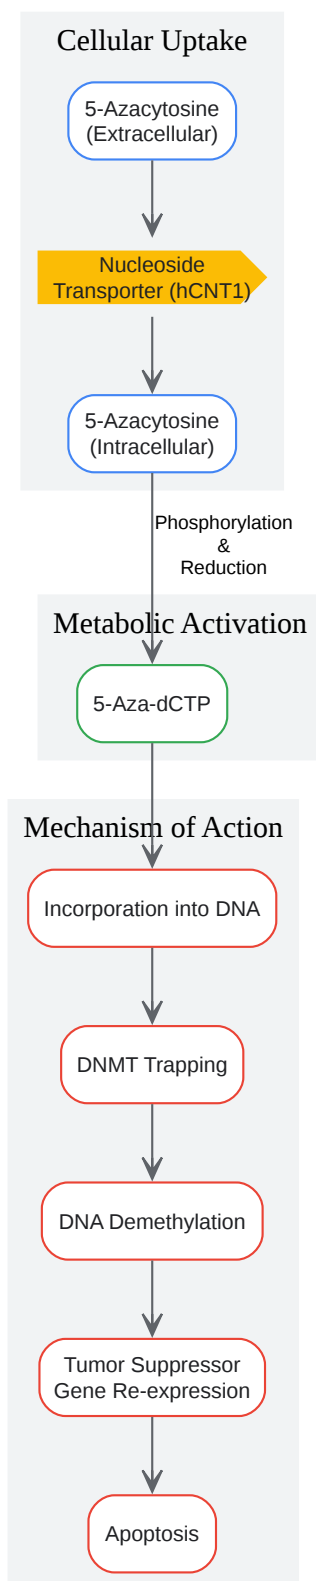 Cellular Uptake
5-Azacytosine
(Extracellular)
Nucleoside
Transporter (hCNT1)
5-Azacytosine
(Intracellular)
Phosphorylation
&
Reduction
Metabolic Activation
5-Aza-dCTP
Mechanism of Action
Incorporation into DNA
DNMT Trapping
DNA Demethylation
Tumor Suppressor
Gene Re-expression
Apoptosis